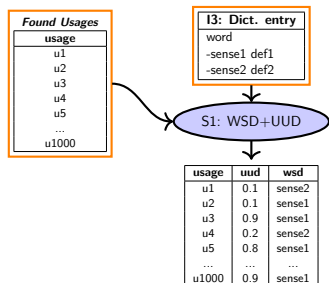 Found Usages
usage
u1
u2
u3
u4
u5
...
u1000
I3: Dict. entry
word
-sense1 def1
-sense2 def2
S1: WSD+UUD
usage uud wsd
u1 0.1 sense2
u2 0.1 sense1
u3 0.9 sense1
u4 0.2 sense2
u5 0.8 sense1
... ... ...
u1000 0.9 sense1